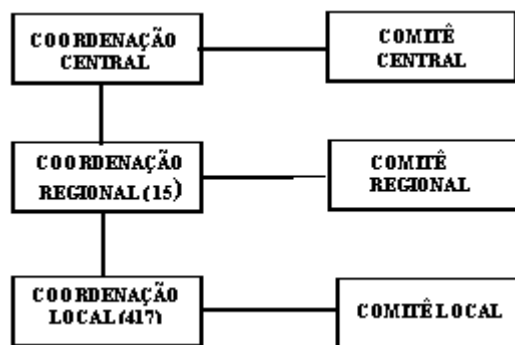 COORDENAÇÃO
CENTRAL
COMITÊ
CENTRAL
COORDENAÇÃO
REGIONAL (15)
COMITÊ
REGIONAL
COORDENAÇÃO
LOCAL (417)
COMITÊ LOCAL